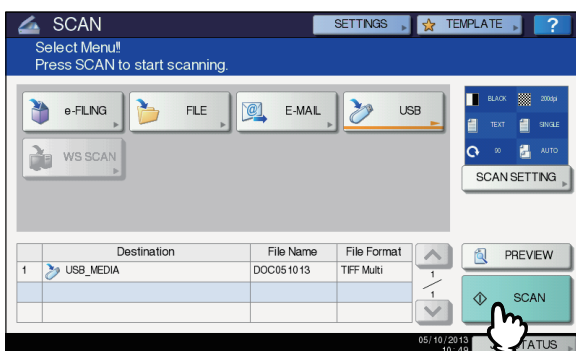 SCAN SETTINGS TEMPLATE ?
Select Menu!!
Press SCAN to start scanning.
e-FILING FILE E-MAIL USB
BLACK 200dpi
TEXT SINGLE
90 AUTO
WS SCAN
SCAN SETTING
Destination File Name File Format
1 USB_MEDIA DOC051013 TIFF Multi
PREVIEW
1
1
SCAN
05/10/2013
10:49
TATUS